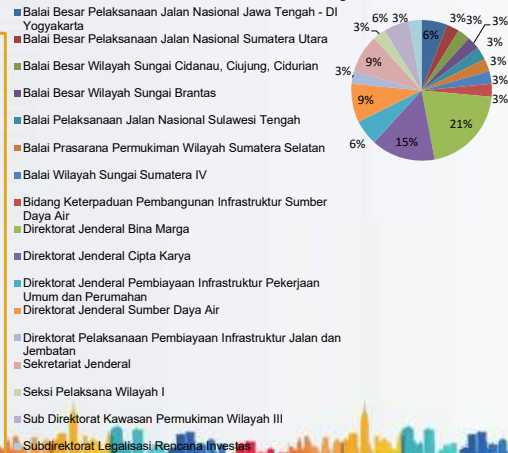 Balai Besar Pelaksanaan Jalan Nasional Jawa Tengah - DI
Yogyakarta
Balai Besar Pelaksanaan Jalan Nasional Sumatera Utara
Balai Besar Wilayah Sungai Cidanau, Ciujung, Cidurian
Balai Besar Wilayah Sungai Brantas
Balai Pelaksanaan Jalan Nasional Sulawesi Tengah
Balai Prasarana Permukiman Wilayah Sumatera Selatan
Balai Wilayah Sungai Sumatera IV
Bidang Keterpaduan Pembangunan Infrastruktur Sumber
Daya Air
Direktorat Jenderal Bina Marga
Direktorat Jenderal Cipta Karya
Direktorat Jenderal Pembiayaan Infrastruktur Pekerjaan
Umum dan Perumahan
Direktorat Jenderal Sumber Daya Air
Direktorat Pelaksanaan Pembiayaan Infrastruktur Jalan dan
Jembatan
Sekretariat Jenderal
Seksi Pelaksana Wilayah I
Sub Direktorat Kawasan Permukiman Wilayah III
Subdirektorat Legalisasi Rencana Investas
6%
3%
3%
3%
3%
3%
3%
3%
21%
15%
6%
9%
3%
9%
3%
6%
3%